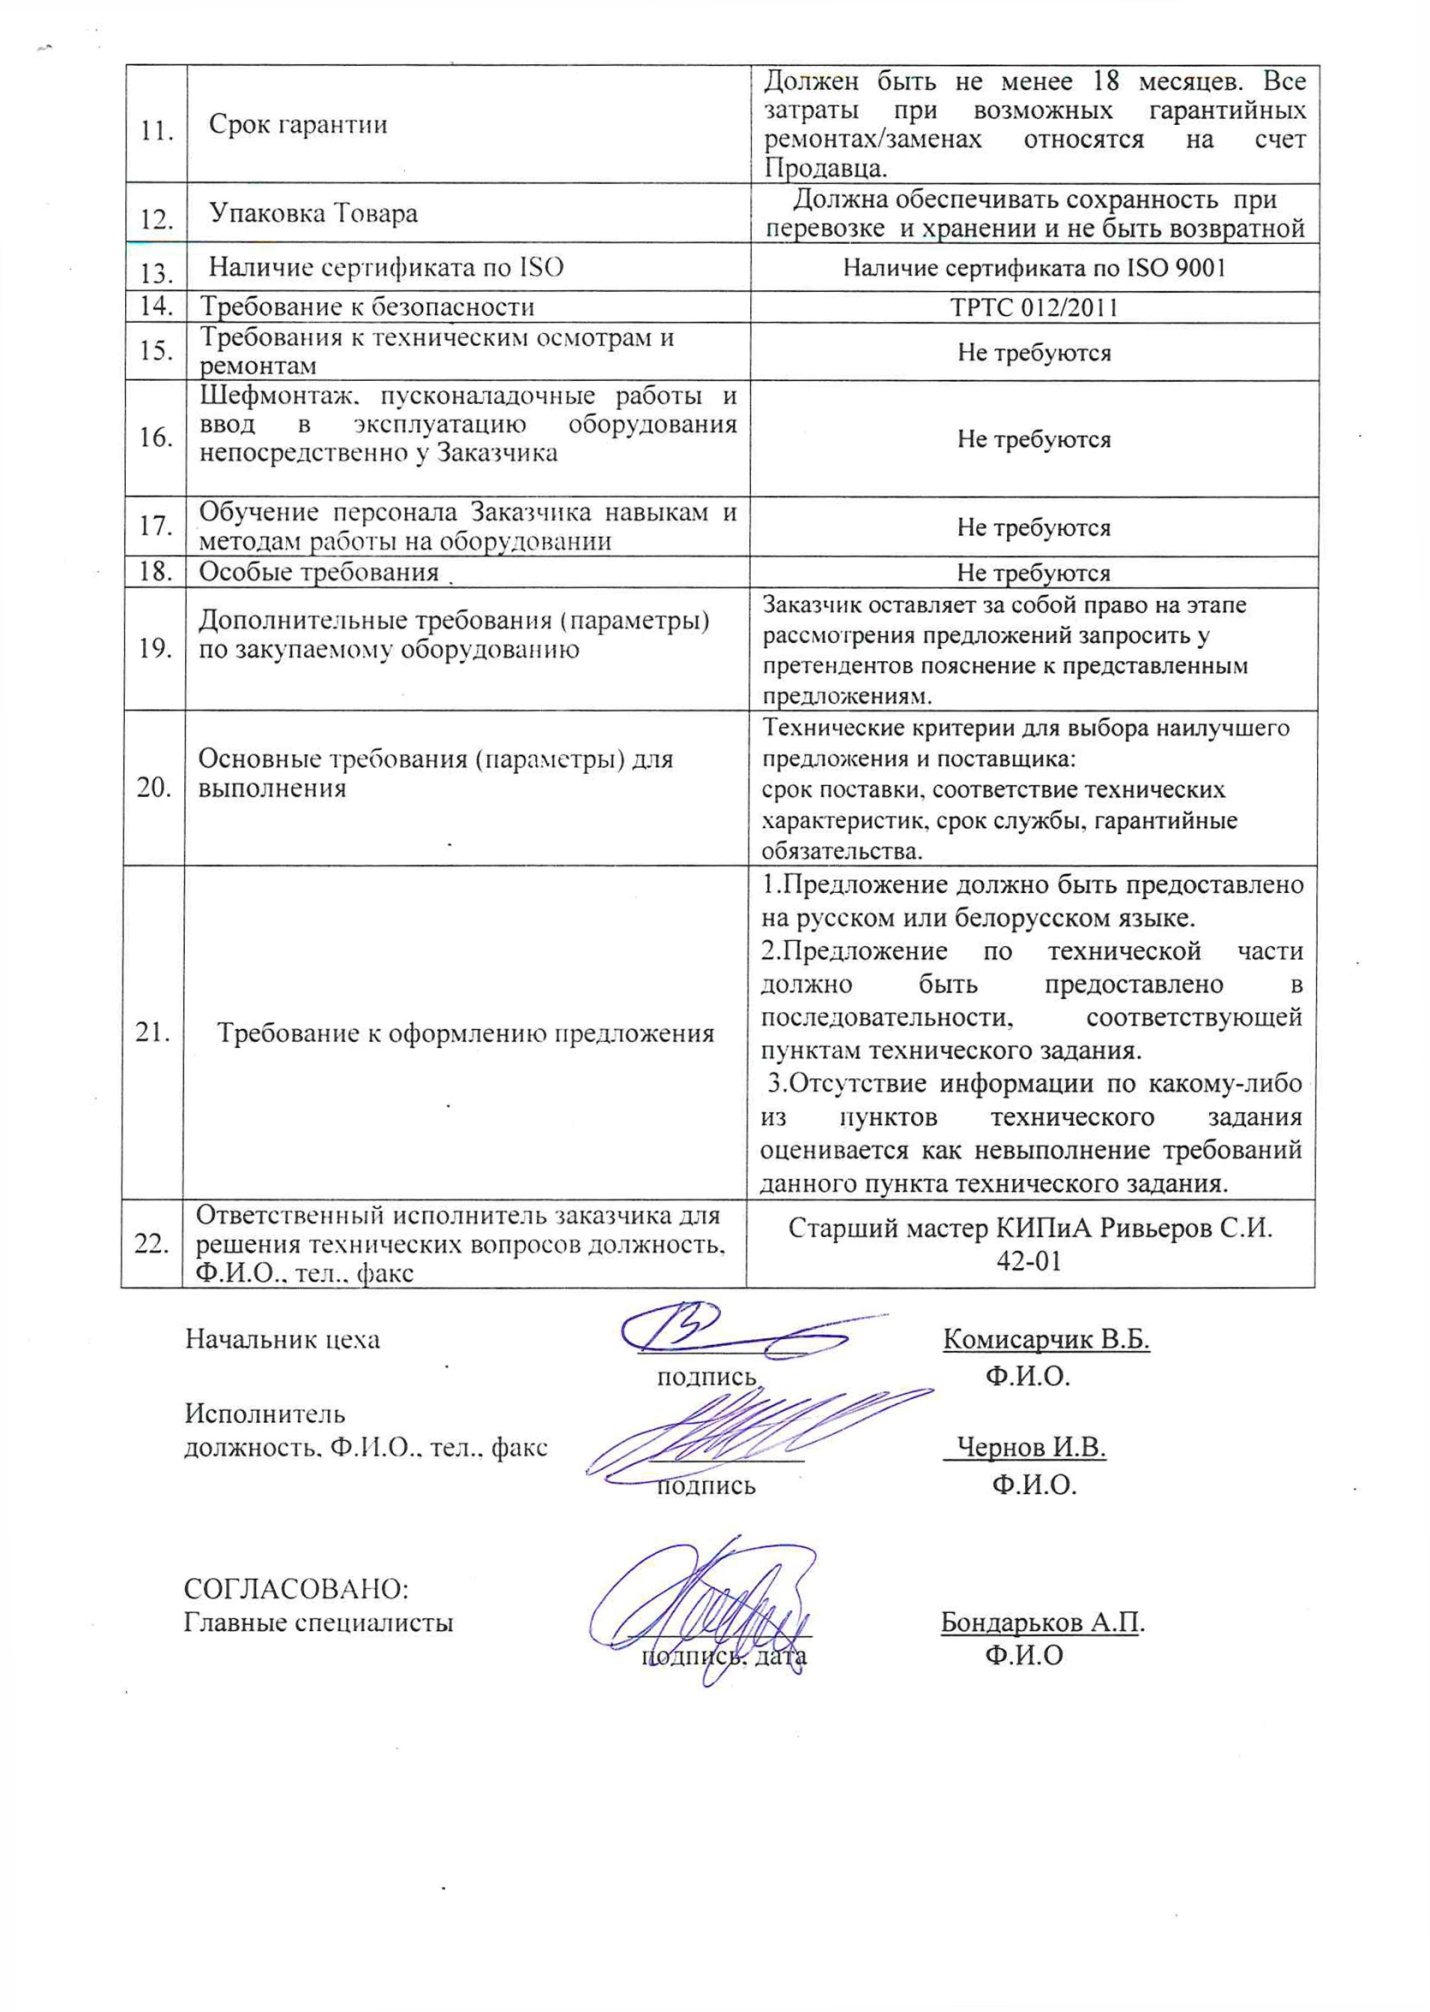 11.
Срок гарантии
Должен быть не менее 18 месяцев. Все
затраты при возможных гарантийных
ремонтах/заменах относятся на счет
Продавца.
12.
Упаковка Товара
Должна обеспечивать сохранность при
перевозке и хранении и не быть возвратной
13.
Наличие сертификата по ISO
Наличие сертификата по ISO 9001
14.
Требование к безопасности
ТРТС 012/2011
15.
Требования к техническим осмотрам и
ремонтам
Не требуются
16.
Шефмонтаж, пусконаладочные работы и
ввод в эксплуатацию оборудования
непосредственно у Заказчика
Не требуются
17.
Обучение персонала Заказчика навыкам и
методам работы на оборудовании
Не требуются
18.
Особые требования
Не требуются
19.
Дополнительные требования (параметры)
по закупаемому оборудованию
Заказчик оставляет за собой право на этапе
рассмотрения предложений запросить у
претендентов пояснение к представленным
предложениям.
20.
Основные требования (параметры) для
выполнения
Технические критерии для выбора наилучшего
предложения и поставщика:
срок поставки, соответствие технических
характеристик, срок службы, гарантийные
обязательства.
21.
Требование к оформлению предложения
1.Предложение должно быть предоставлено
на русском или белорусском языке.
2.Предложение по технической части
должно быть предоставлено в
последовательности, соответствующей
пунктам технического задания.
3.Отсутствие информации по какому-либо
из пунктов технического задания
оценивается как невыполнение требований
данного пункта технического задания.
22.
Ответственный исполнитель заказчика для
решения технических вопросов должность,
Ф.И.О., тел., факс
Старший мастер КИПиА Ривьеров С.И.
42-01
Начальник цеха
Комисарчик В.Б.
подпись
Ф.И.О.
Исполнитель
должность, Ф.И.О., тел., факс
Чернов И.В.
подпись
Ф.И.О.
СОГЛАСОВАНО:
Главные специалисты
Бондарьков А.П.
подпись, дата
Ф.И.О